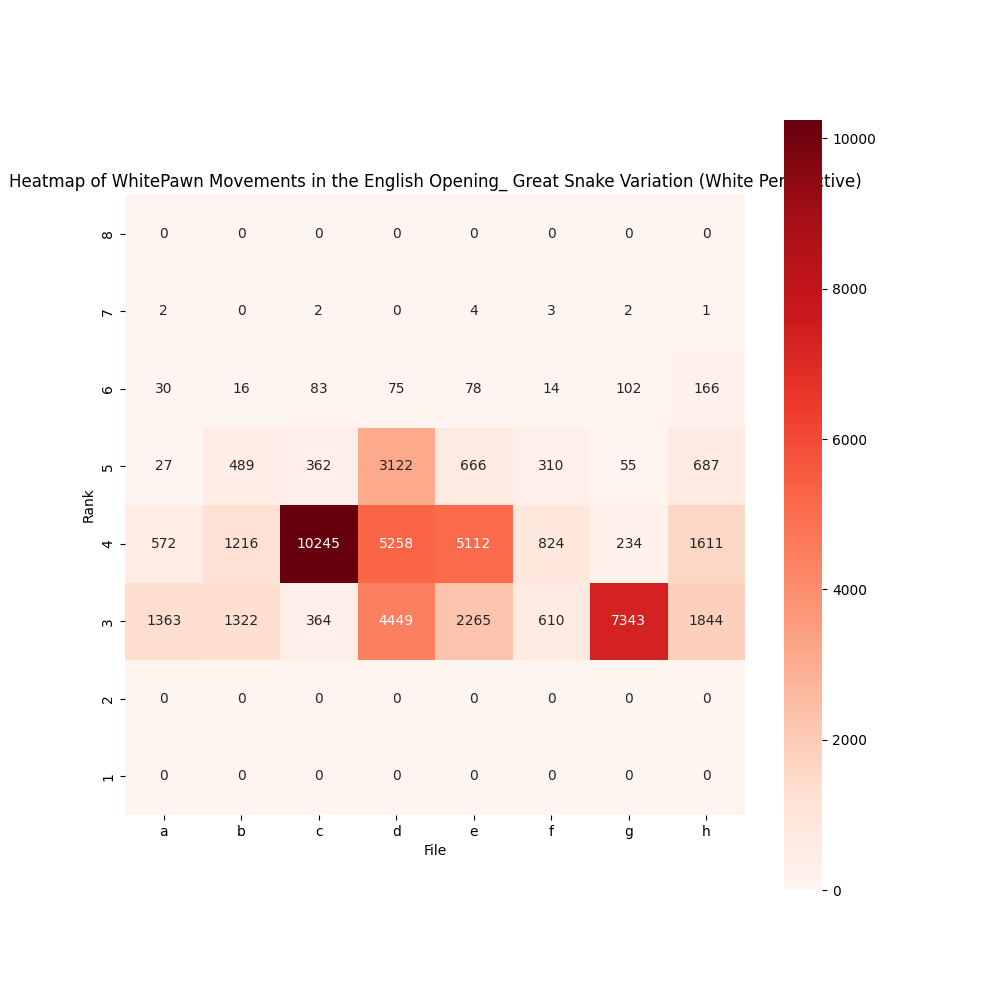 Heatmap of WhitePawn Movements in the English Opening_ Great Snake Variation (White Per ctive)
10000
8000
6000
4000
2000
0
Rank
8 0 0 0 0 0 0 0 0
7 2 0 2 0 4 3 2 1
6 30 16 83 75 78 14 102 166
5 27 489 362 3122 666 310 55 687
4 572 1216 10245 5258 5112 824 234 1611
3 1363 1322 364 4449 2265 610 7343 1844
2 0 0 0 0 0 0 0 0
1 0 0 0 0 0 0 0 0
a b c d e f g h
File